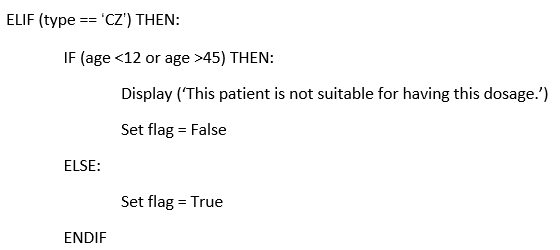 ELIF (type == ‘CZ’) THEN:
IF (age <12 or age >45) THEN:
Display (‘This patient is not suitable for having this dosage.’)
Set flag = False
ELSE:
Set flag = True
ENDIF